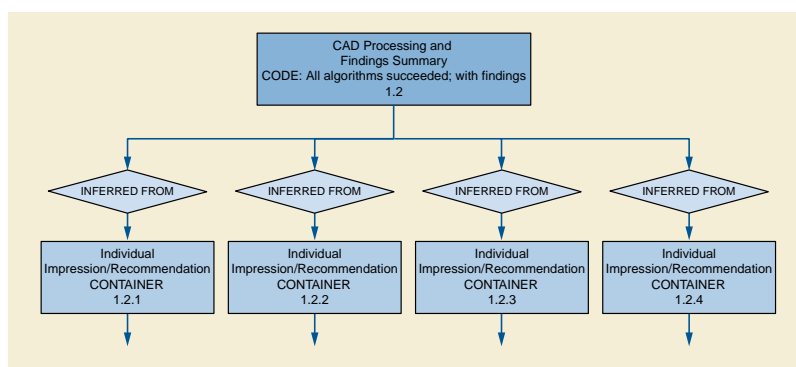 CAD Processing and
Findings Summary
CODE: All algorithms succeeded; with findings
1.2
INFERRED FROM
INFERRED FROM
INFERRED FROM
INFERRED FROM
Individual
Impression/Recommendation
CONTAINER
1.2.1
Individual
Impression/Recommendation
CONTAINER
1.2.2
Individual
Impression/Recommendation
CONTAINER
1.2.3
Individual
Impression/Recommendation
CONTAINER
1.2.4